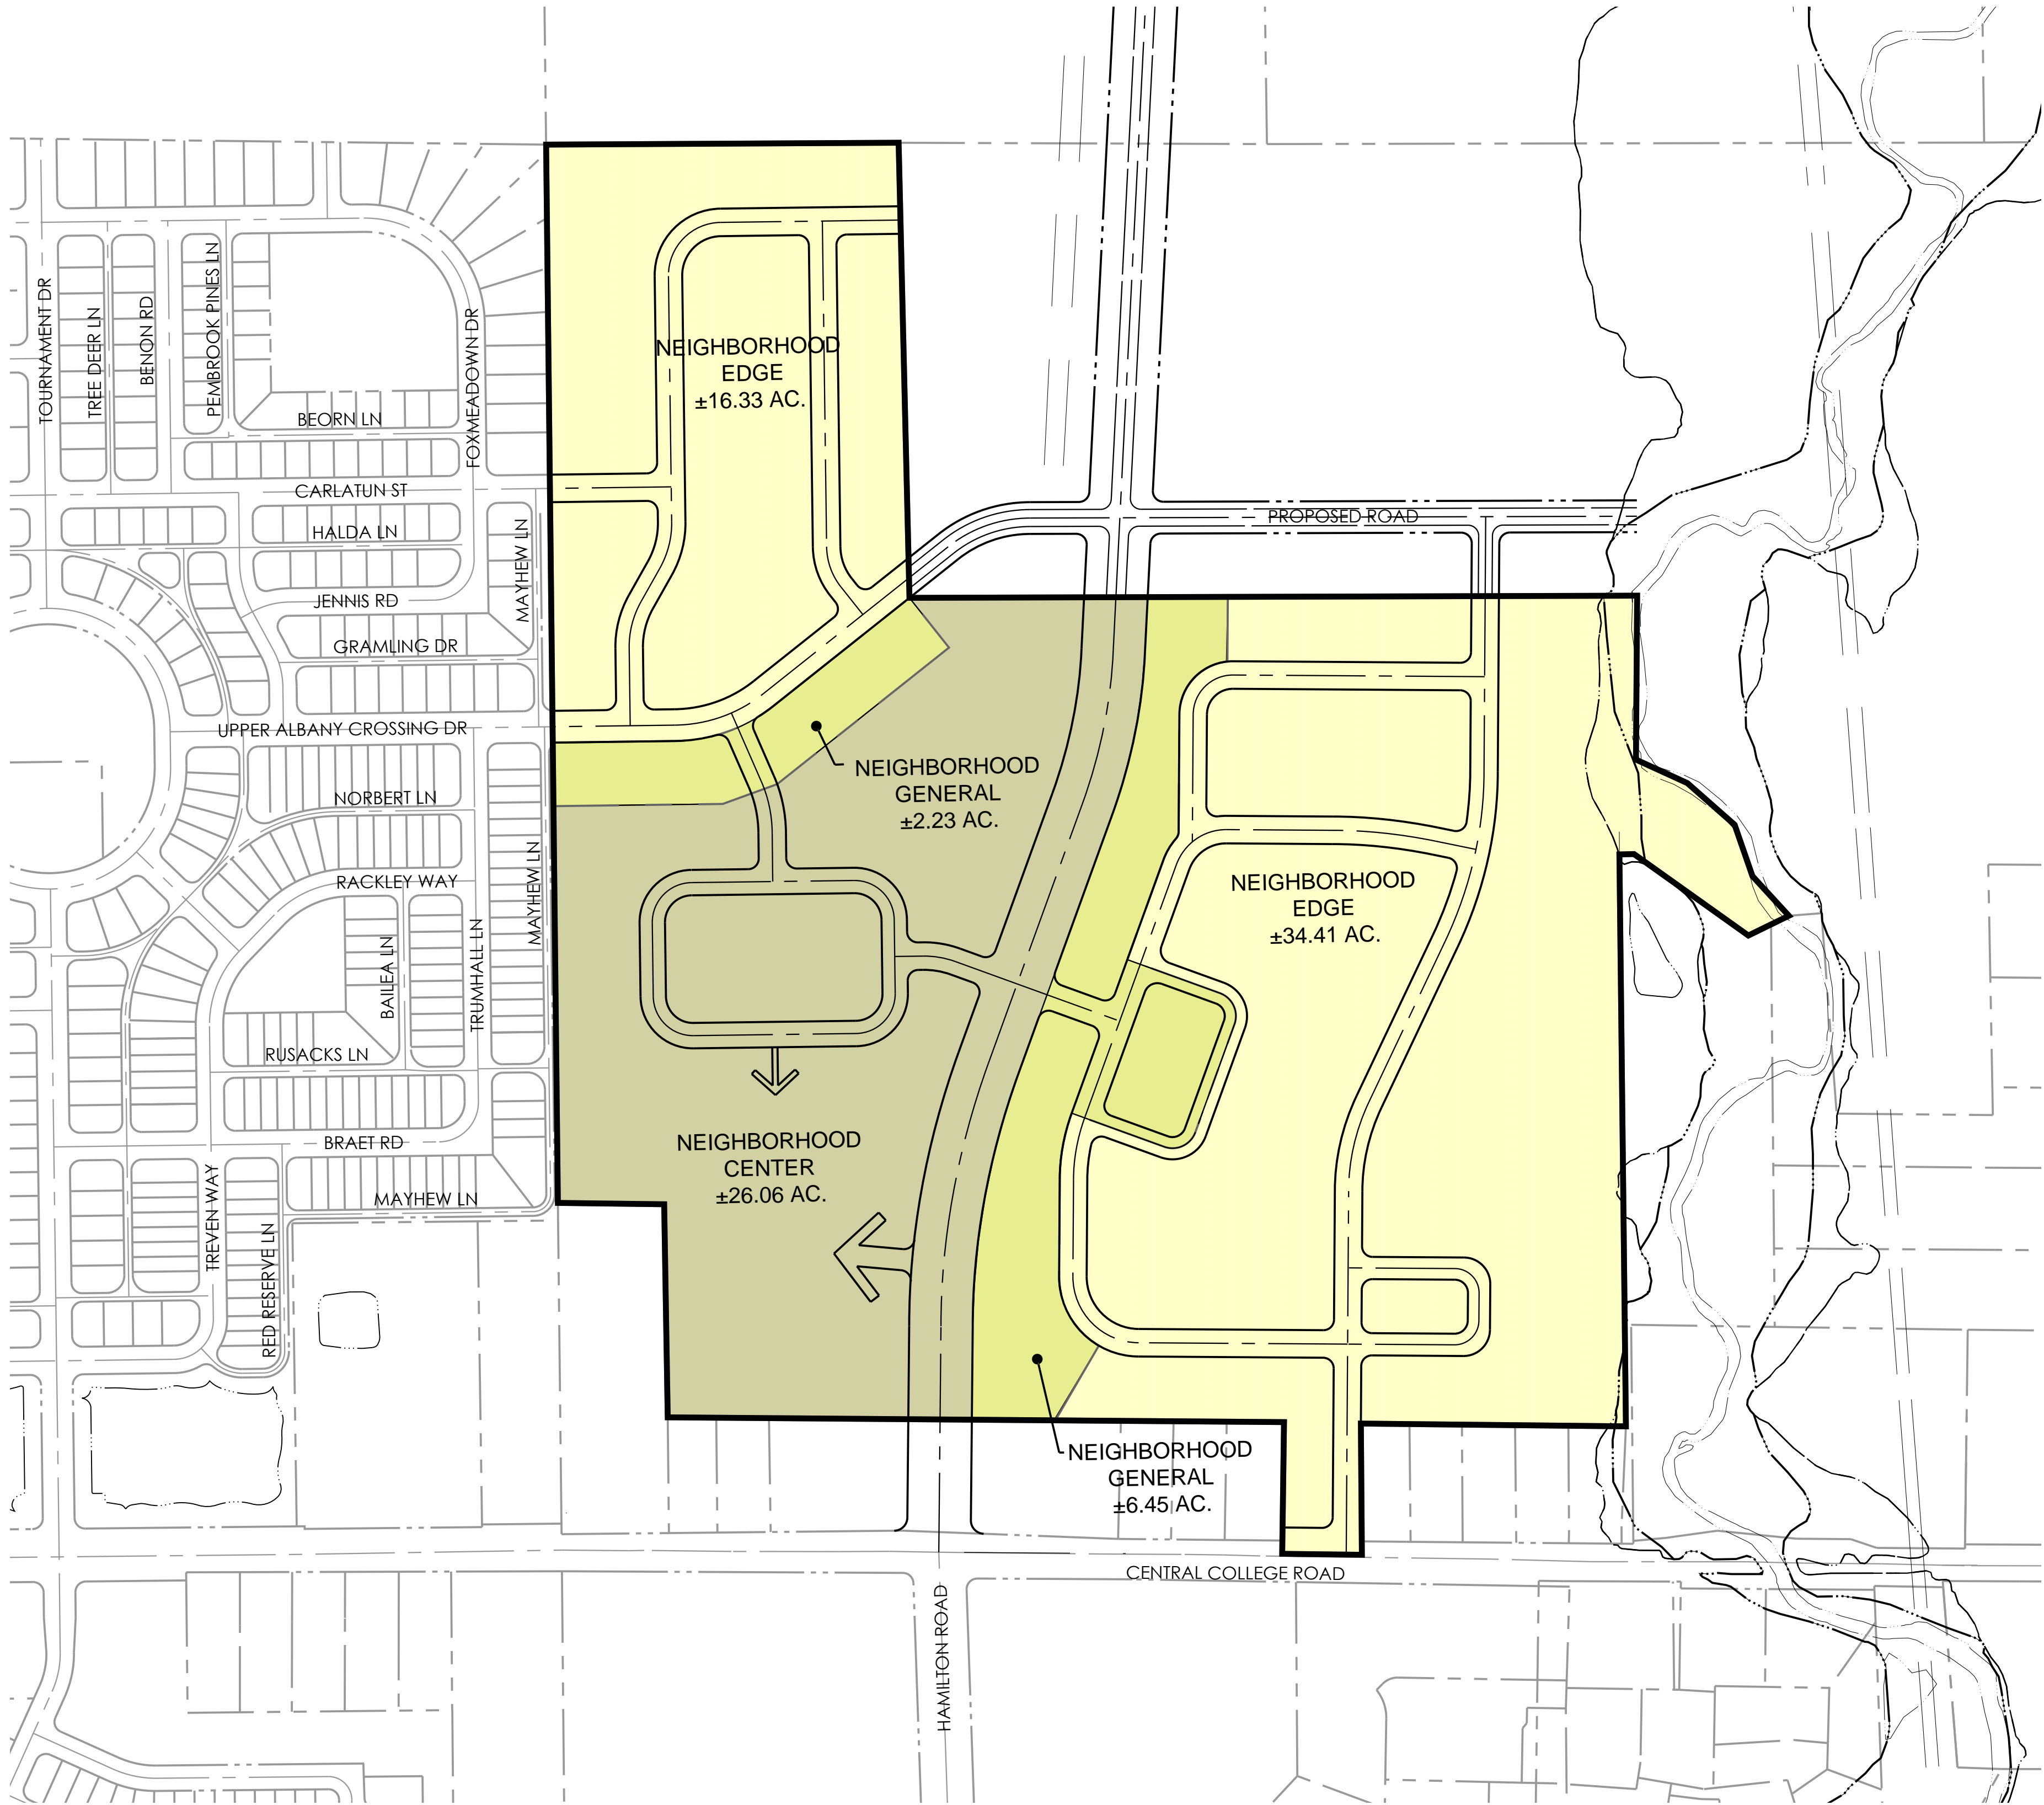 TOURNAMENT DR
TREE DEER LN
BENON RD
PEMBROOK PINES LN
FOXMEADOWN DR
BEORN LN
CARLATUN ST
HALDA LN
MAYHEW LN
JENNIS RD
GRAMLING DR
UPPER ALBANY CROSSING DR
NORBERT LN
RACKLEY WAY
MAYHEW LN
BAILEA LN
TRUMHALL LN
RUSACKS LN
BRAET RD
MAYHEW LN
TREVEN WAY
RED RESERVE LN
NEIGHBORHOOD
EDGE
±16.33 AC.
PROPOSED ROAD
NEIGHBORHOOD
GENERAL
±2.23 AC.
NEIGHBORHOOD
EDGE
±34.41 AC.
NEIGHBORHOOD
CENTER
±26.06 AC.
NEIGHBORHOOD
GENERAL
±6.45 AC.
CENTRAL COLLEGE ROAD
HAMILTON ROAD